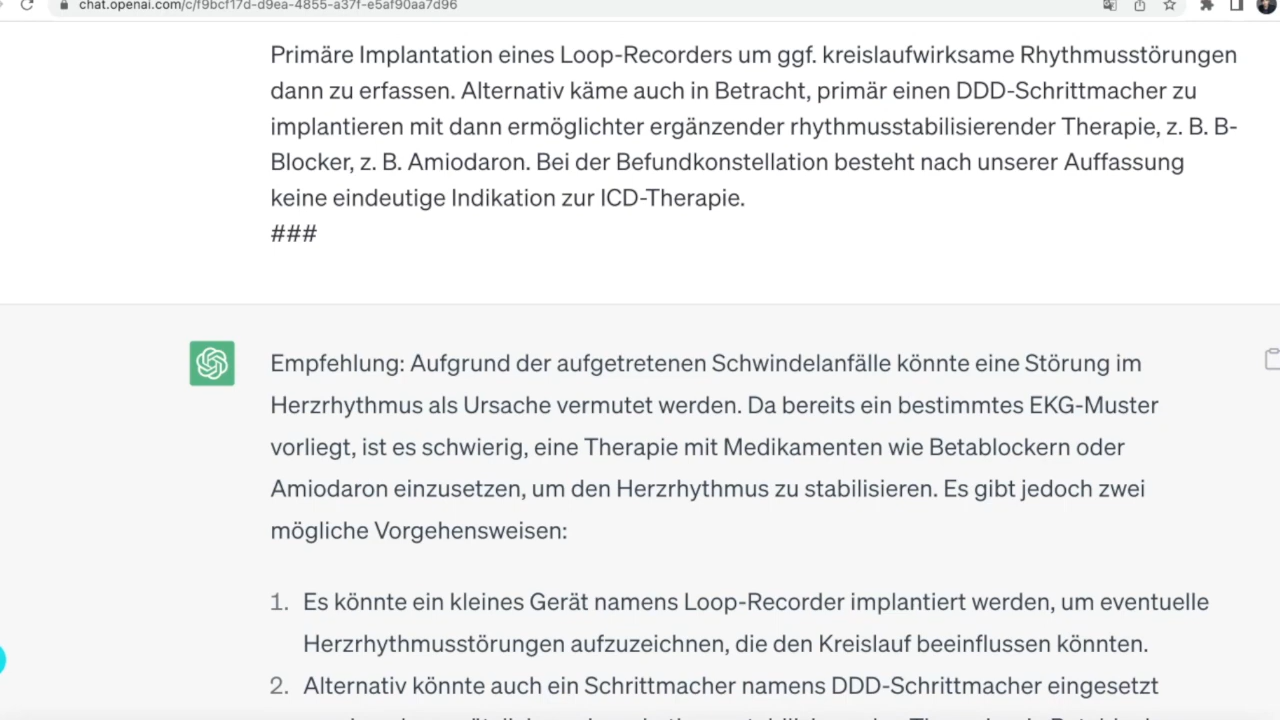 chat.openai.com/c/f9bcf17d-d9ea-4855-a37f-e5af90aa7d96
Primäre Implantation eines Loop-Recorders um ggf. kreislaufwirksame Rhythmusstörungen
dann zu erfassen. Alternativ käme auch in Betracht, primär einen DDD-Schrittmacher zu
implantieren mit dann ermöglichter ergänzender rhythmusstabilisierender Therapie, z. B. B-
Blocker, z. B. Amiodaron. Bei der Befundkonstellation besteht nach unserer Auffassung
keine eindeutige Indikation zur ICD-Therapie.
###
Empfehlung: Aufgrund der aufgetretenen Schwindelanfälle könnte eine Störung im
Herzrhythmus als Ursache vermutet werden. Da bereits ein bestimmtes EKG-Muster
vorliegt, ist es schwierig, eine Therapie mit Medikamenten wie Betablockern oder
Amiodaron einzusetzen, um den Herzrhythmus zu stabilisieren. Es gibt jedoch zwei
mögliche Vorgehensweisen:
1. Es könnte ein kleines Gerät namens Loop-Recorder implantiert werden, um eventuelle
Herzrhythmusstörungen aufzuzeichnen, die den Kreislauf beeinflussen könnten.
2. Alternativ könnte auch ein Schrittmacher namens DDD-Schrittmacher eingesetzt